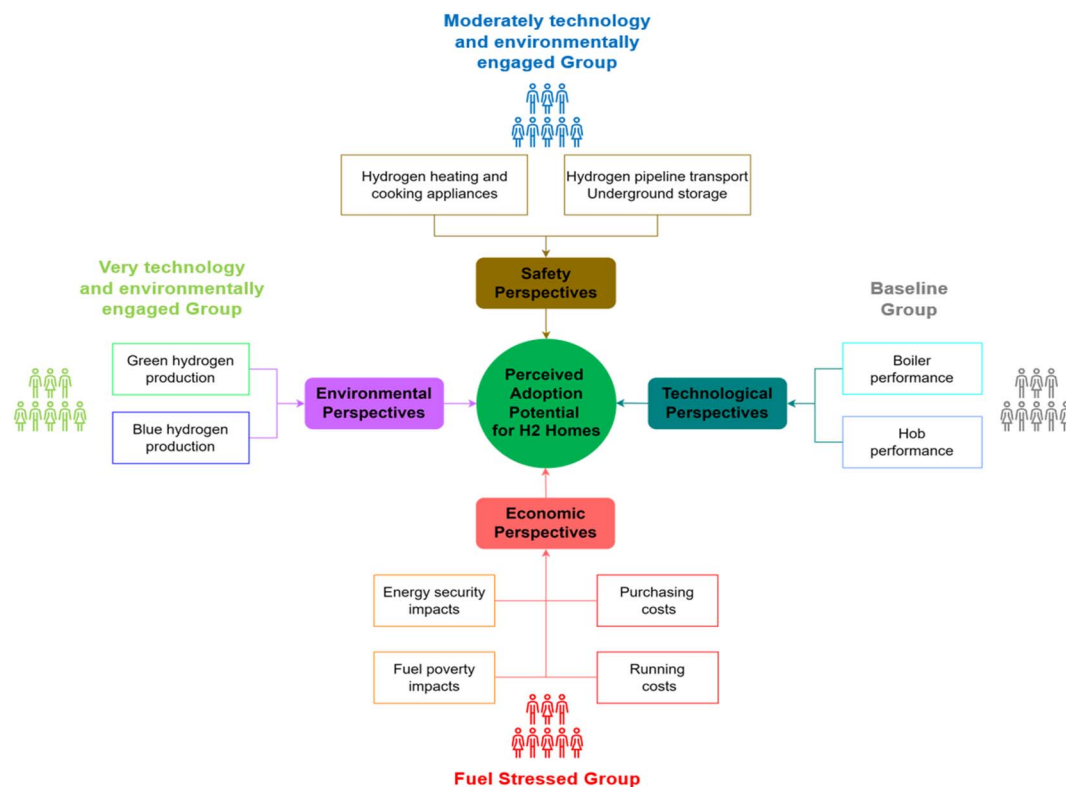 Moderately technology
and environmentally
engaged Group
Hydrogen heating and
cooking appliances
Hydrogen pipeline transport
Underground storage
Safety
Perspectives
Very technology
and environmentally
engaged Group
Baseline
Group
Green hydrogen
production
Blue hydrogen
production
Environmental
Perspectives
Perceived
Adoption
Potential
for H2 Homes
Technological
Perspectives
Boiler
performance
Hob
performance
Economic
Perspectives
Energy security
impacts
Purchasing
costs
Fuel poverty
impacts
Running
costs
Fuel Stressed Group